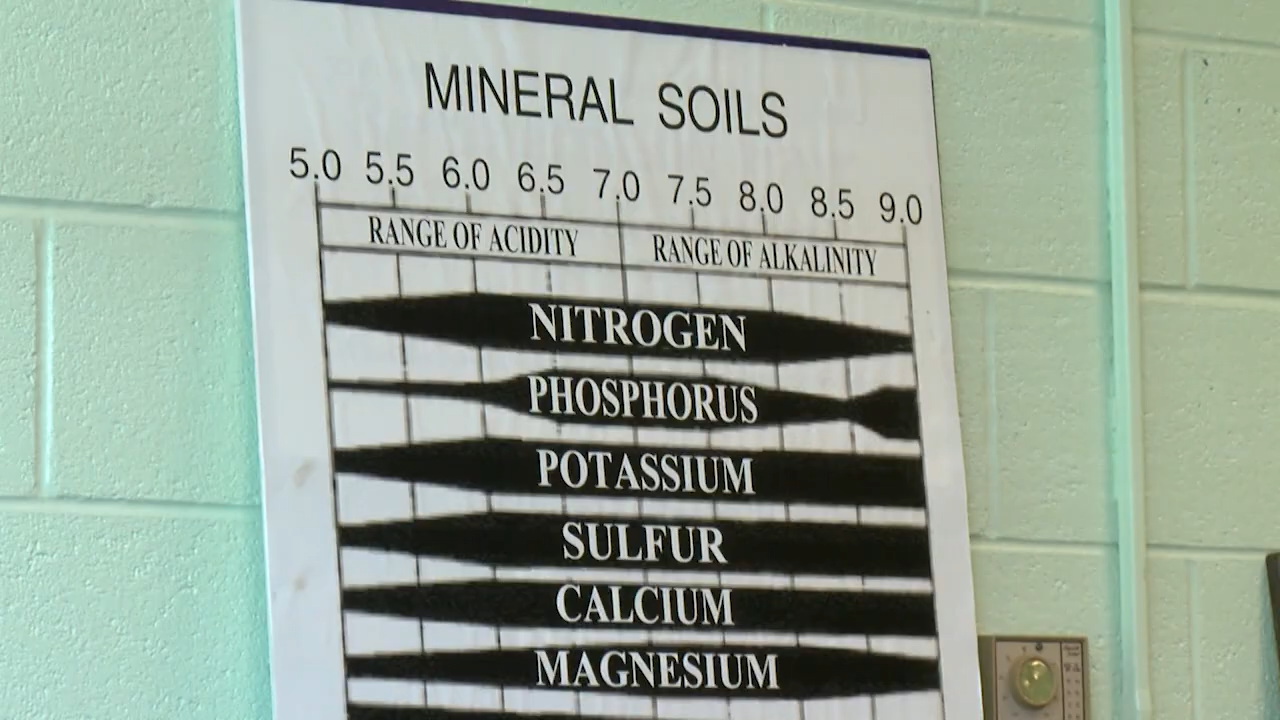 MINERAL SOILS
5.0 5.5 6.0 6.5 7.0 7.5 8.0 8.5 9.0
RANGE OF ACIDITY RANGE OF ALKALINITY
NITROGEN
PHOSPHORUS
POTASSIUM
SULFUR
CALCIUM
MAGNESIUM